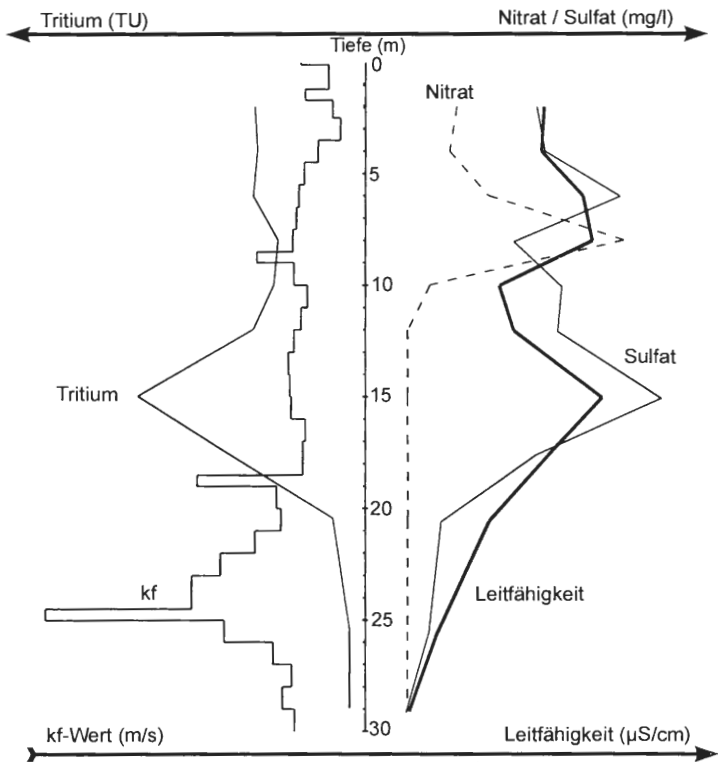 Tritium (TU)
Nitrat / Sulfat (mg/l)
Tiefe (m)
0
Nitrat
5
10
Sulfat
Tritium
15
20
kf
Leitfähigkeit
25
30
kf-Wert (m/s)
Leitfähigkeit (µS/cm)